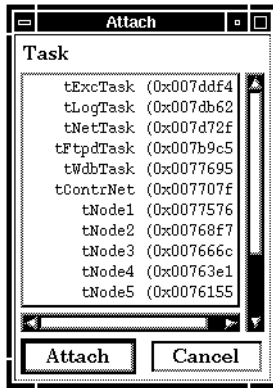 Attach
Task
tExcTask (0x007ddf4
tLogTask (0x007db62
tNetTask (0x007d72f
tFtpdTask (0x007b9c5
tWdbTask (0x0077695
tContrNet (0x007707f
tNode1 (0x0077576
tNode2 (0x00768f7
tNode3 (0x007666c
tNode4 (0x00763e1
tNode5 (0x0076155
Attach Cancel